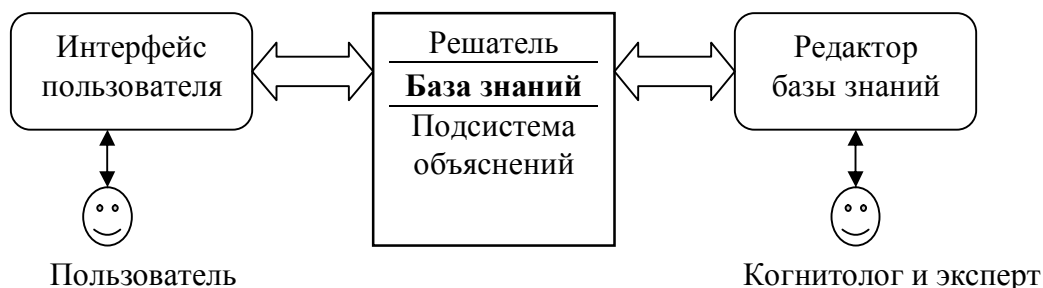 Интерфейс
пользователя
Решатель
База знаний
Подсистема
объяснений
Редактор
базы знаний
Пользователь
Когнитолог и эксперт